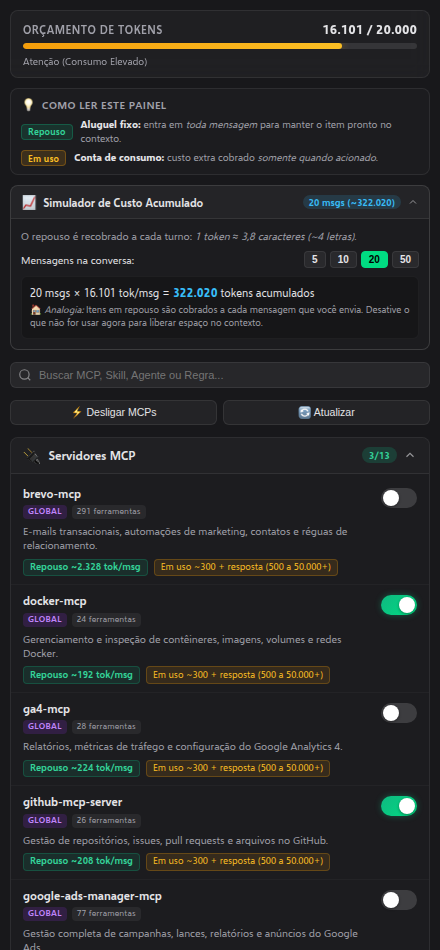 ORÇAMENTO DE TOKENS 16.101 / 20.000
Atenção (Consumo Elevado)
COMO LER ESTE PAINEL
Repouso Aluguel fixo: entra em toda mensagem para manter o item pronto no
contexto.
Em uso Conta de consumo: custo extra cobrado somente quando acionado.
Simulador de Custo Acumulado 20 msgs (~322.020)
O repouso é recobrado a cada turno: 1 token ≈ 3,8 caracteres (~4 letras).
Mensagens na conversa: 5 10 20 50
20 msgs × 16.101 tok/msg = 322.020 tokens acumulados
Analogia: Itens em repouso são cobrados a cada mensagem que você envia. Desative o
que não for usar agora para liberar espaço no contexto.
Buscar MCP, Skill, Agente ou Regra...
Desligar MCPs Atualizar
Servidores MCP 3/13
brevo-mcp
GLOBAL 291 ferramentas
E-mails transacionais, automações de marketing, contatos e réguas de
relacionamento.
Repouso ~2.328 tok/msg Em uso ~300 + resposta (500 a 50.000+)
docker-mcp
GLOBAL 24 ferramentas
Gerenciamento e inspeção de contêineres, imagens, volumes e redes
Docker.
Repouso ~192 tok/msg Em uso ~300 + resposta (500 a 50.000+)
ga4-mcp
GLOBAL 28 ferramentas
Relatórios, métricas de tráfego e configuração do Google Analytics 4.
Repouso ~224 tok/msg Em uso ~300 + resposta (500 a 50.000+)
github-mcp-server
GLOBAL 26 ferramentas
Gestão de repositórios, issues, pull requests e arquivos no GitHub.
Repouso ~208 tok/msg Em uso ~300 + resposta (500 a 50.000+)
google-ads-manager-mcp
GLOBAL 77 ferramentas
Gestão completa de campanhas, lances, relatórios e anúncios do Google
Ads.